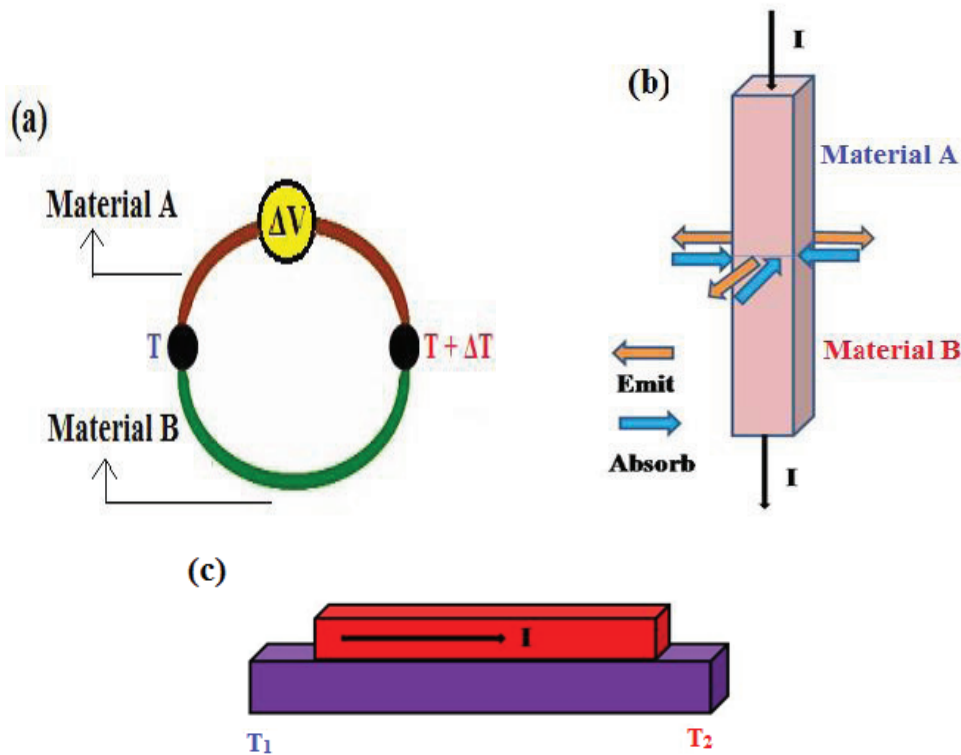 (a)
Material A
ΔV
T
T + ΔT
Material B
(b)
I
Material A
Material B
Emit
Absorb
I
(c)
I
T₁
T₂